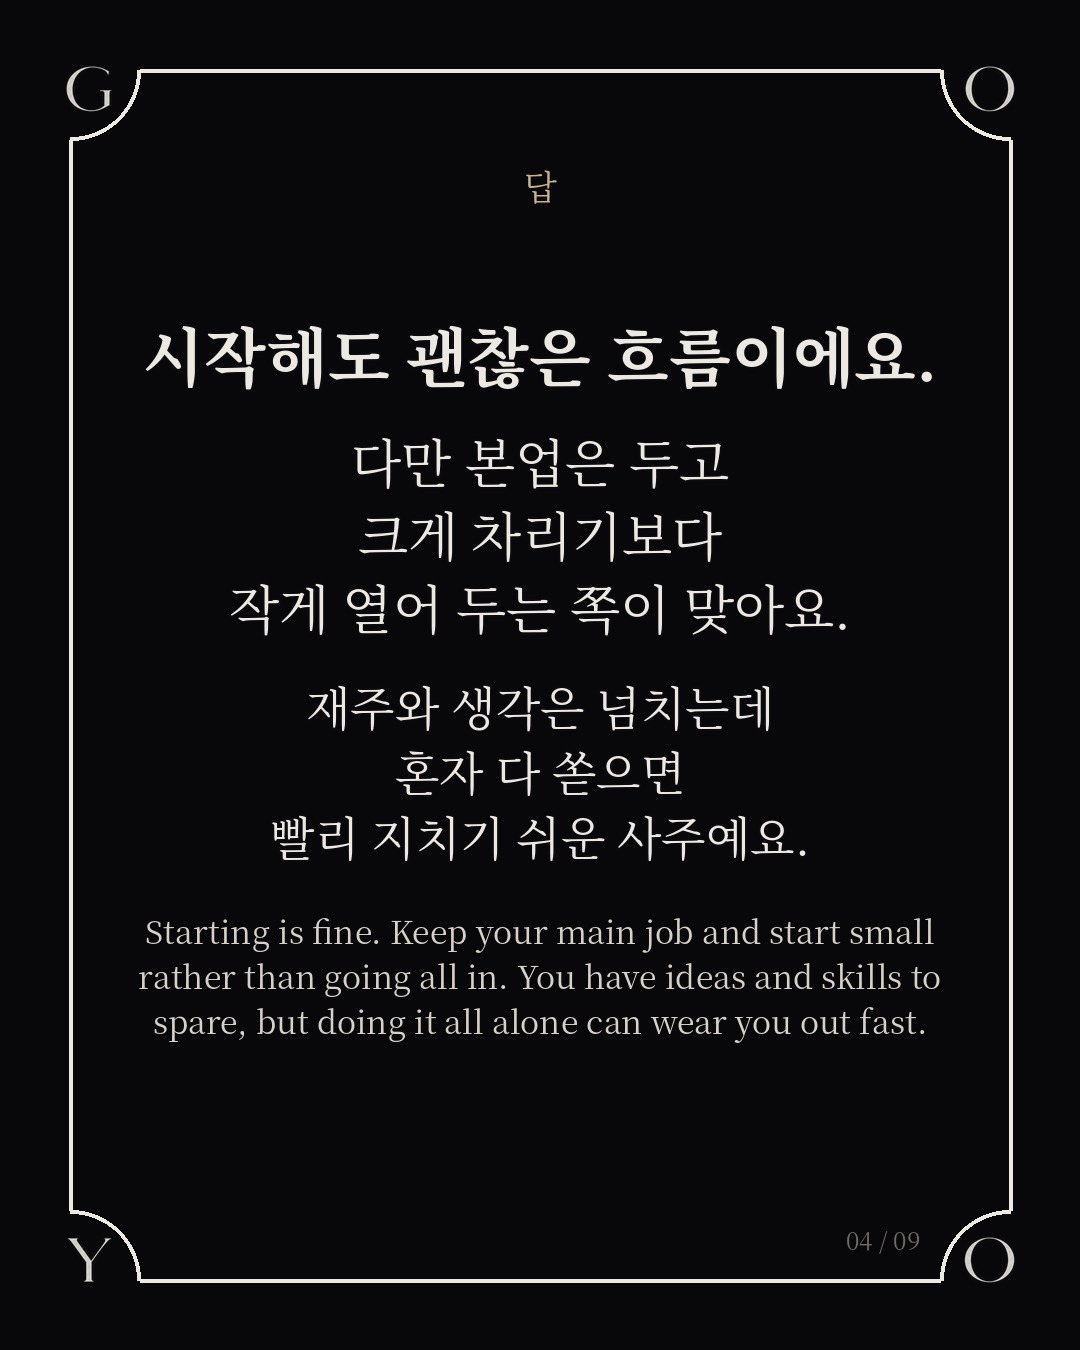 G
O
답
시작해도 괜찮은 흐름이에요.
다만 본업은 두고
크게 차리기보다
작게 열어 두는 쪽이 맞아요.
재주와 생각은 넘치는데
혼자 다 쏟으면
빨리 지치기 쉬운 사주예요.
Starting is fine. Keep your main job and start small
rather than going all in. You have ideas and skills to
spare, but doing it all alone can wear you out fast.
04 / 09
Y
O